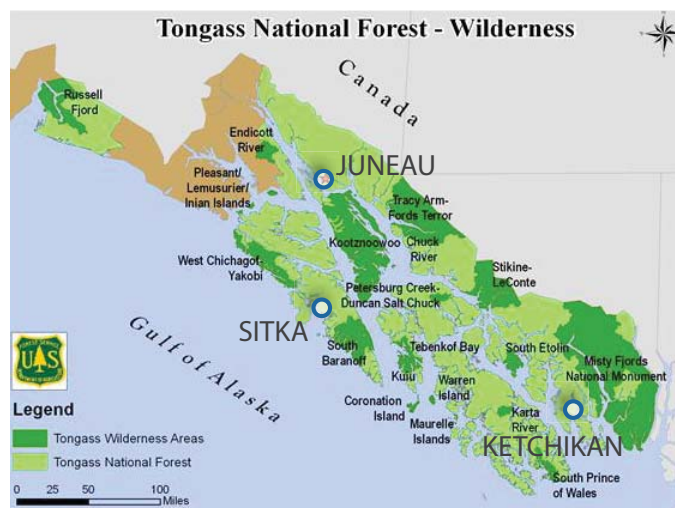 Tongass National Forest - Wilderness
Canada
Russell
Fjord
Endicott
River
JUNEAU
Pleasant/
Lemusurier/
Inian Islands
Tracy Arm-
Fords Terror
Kootznoowoo
Chuck
River
West Chichagof-
Yakobi
Stikine-
LeConte
Petersburg Creek-
Duncan Salt Chuck
SITKA
Gulf of Alaska
South
Baranoff
Tebenkof Bay
South Etolin
Misty Fjords
National Monument
Kuiu
Warren
Island
Coronation
Island
Maurelle
Islands
Karta
River
KETCHIKAN
South Prince
of Wales
UAS
Legend
Tongass Wilderness Areas
Tongass National Forest
0 25 50 100
Miles